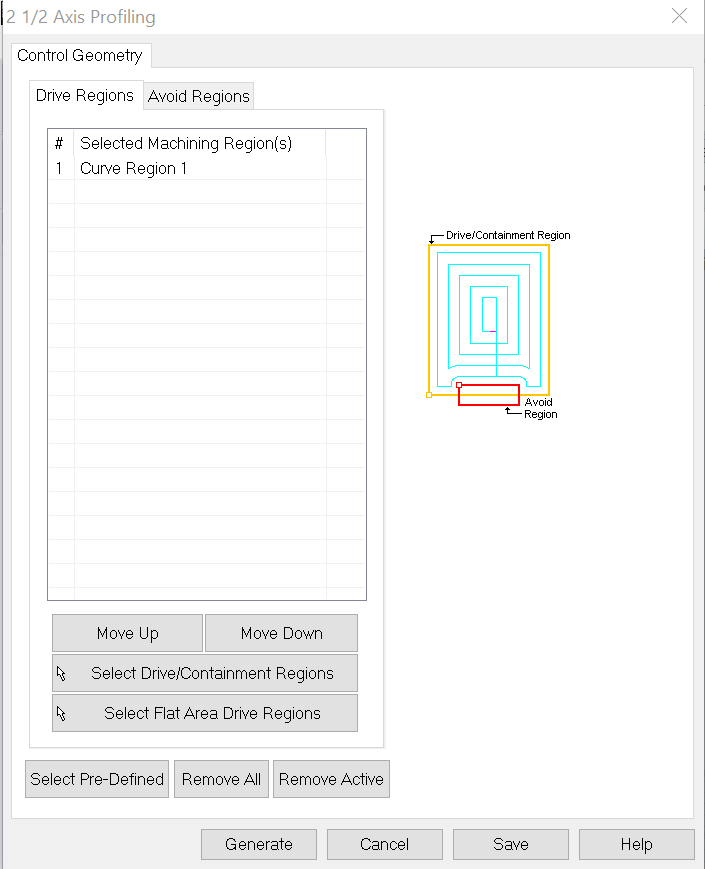 2 1/2 Axis Profiling
Control Geometry
Drive Regions
Avoid Regions
# Selected Machining Region(s)
1 Curve Region 1
Drive/Containment Region
Avoid
Region
Move Up
Move Down
Select Drive/Containment Regions
Select Flat Area Drive Regions
Select Pre-Defined
Remove All
Remove Active
Generate
Cancel
Save
Help